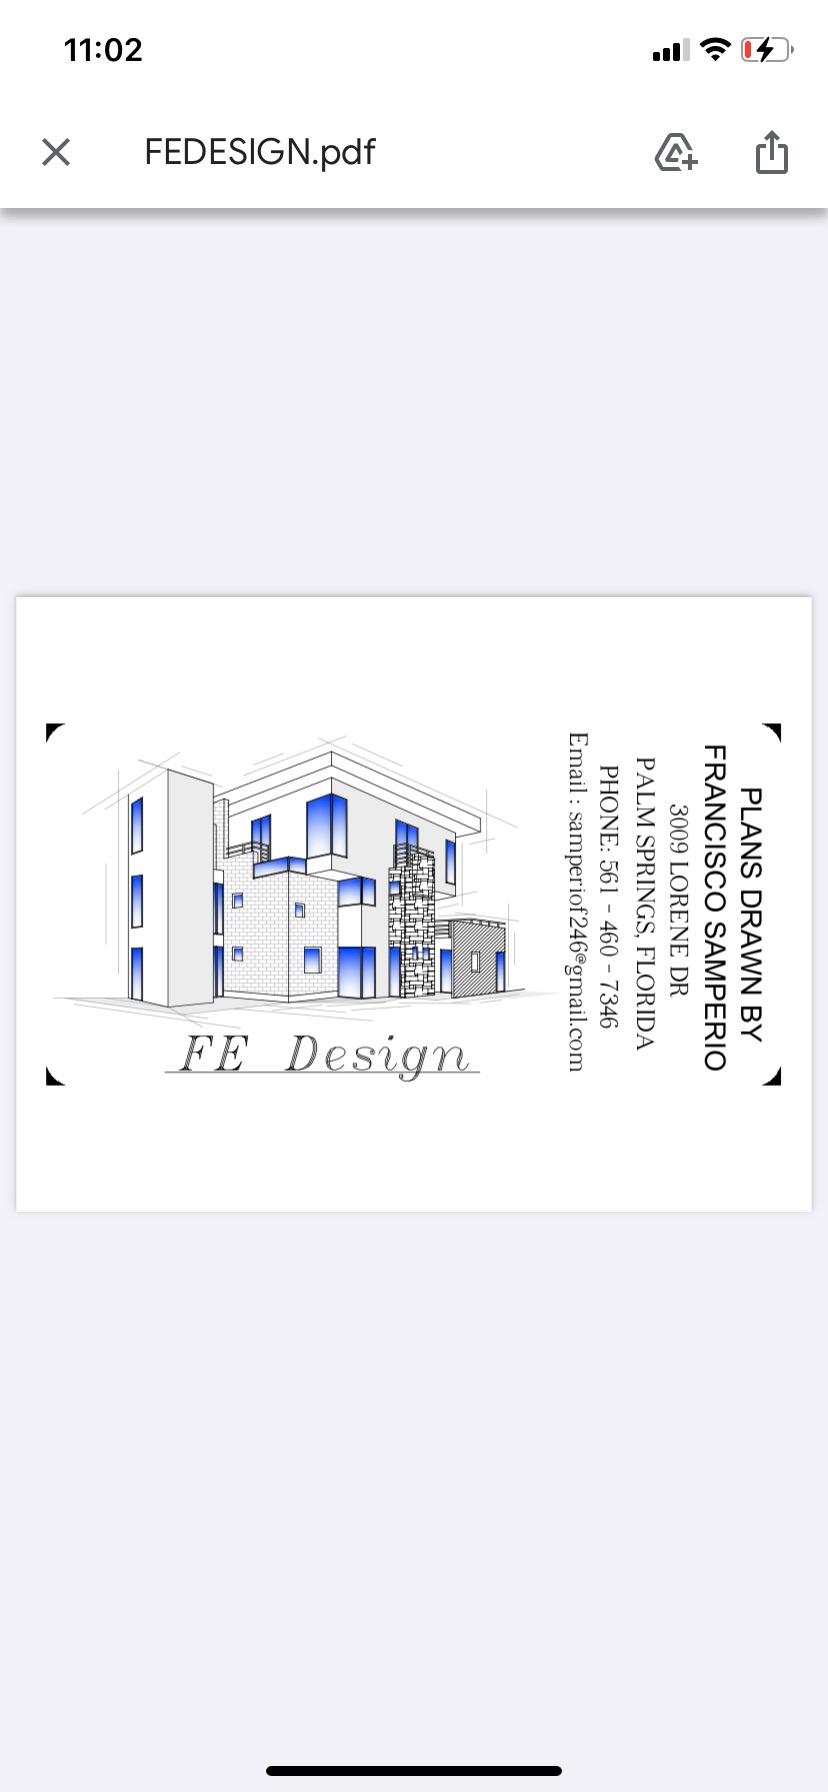 11:02
FEDESIGN.pdf
FE Design
PLANS DRAWN BY
FRANCISCO SAMPERIO
3009 LORENE DR
PALM SPRINGS, FLORIDA
PHONE: 561 - 460 - 7346
Email : samperiof246@gmail.com